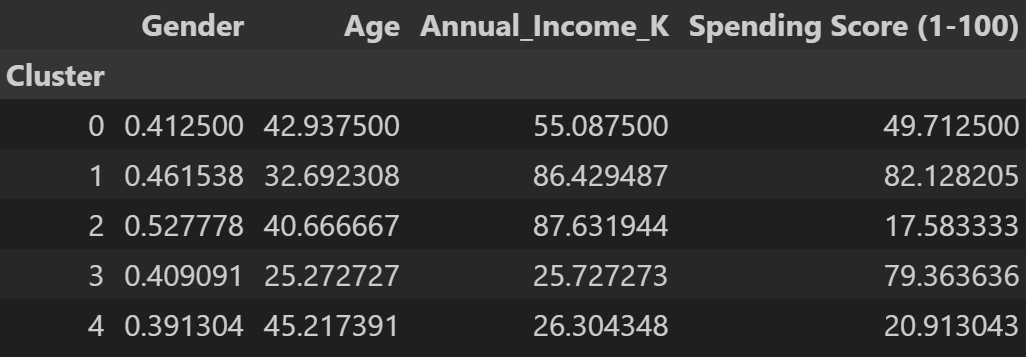 Gender Age Annual_Income_K Spending Score (1-100)
Cluster
0 0.412500 42.937500 55.087500 49.712500
1 0.461538 32.692308 86.429487 82.128205
2 0.527778 40.666667 87.631944 17.583333
3 0.409091 25.272727 25.727273 79.363636
4 0.391304 45.217391 26.304348 20.913043